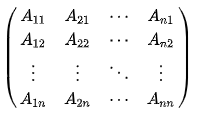 A₁₁ A₂₁ ⋯ Aₙ₁
A₁₂ A₂₂ ⋯ Aₙ₂
⋮ ⋮ ⋱ ⋮
A₁ₙ A₂ₙ ⋯ Aₙₙ